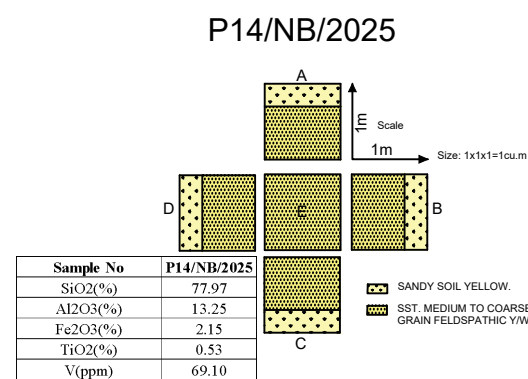 P14/NB/2025
A
1m
Scale
1m
Size: 1x1x1=1cu.m
D
E
B
Sample No P14/NB/2025
SiO2(%) 77.97
Al2O3(%) 13.25
Fe2O3(%) 2.15
TiO2(%) 0.53
V(ppm) 69.10
SANDY SOIL YELLOW.
SST. MEDIUM TO COARSE
GRAIN FELDSPATHIC Y/W
C